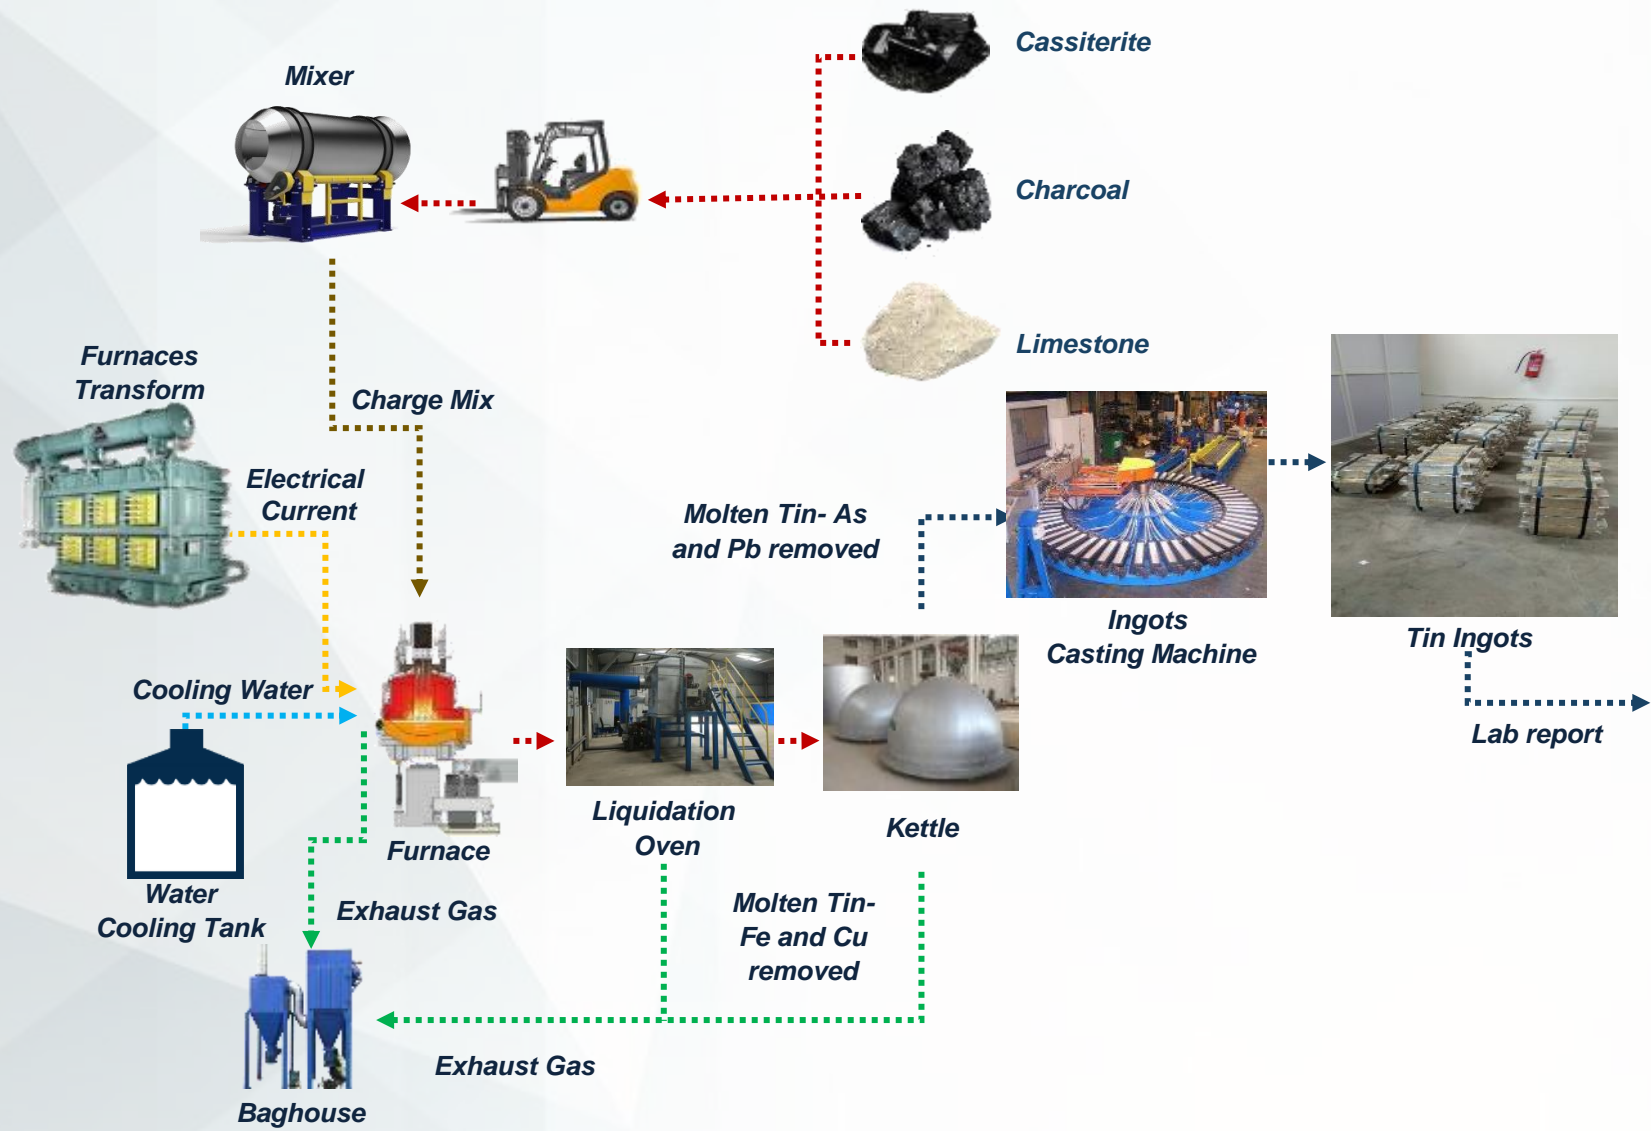 Cassiterite
Mixer
Charcoal
Limestone
Furnaces
Transform
Charge Mix
Electrical
Current
Molten Tin- As
and Pb removed
Ingots
Casting Machine
Tin Ingots
Cooling Water
Lab report
Liquidation
Oven
Kettle
Furnace
Water
Cooling Tank
Exhaust Gas
Molten Tin-
Fe and Cu
removed
Exhaust Gas
Baghouse